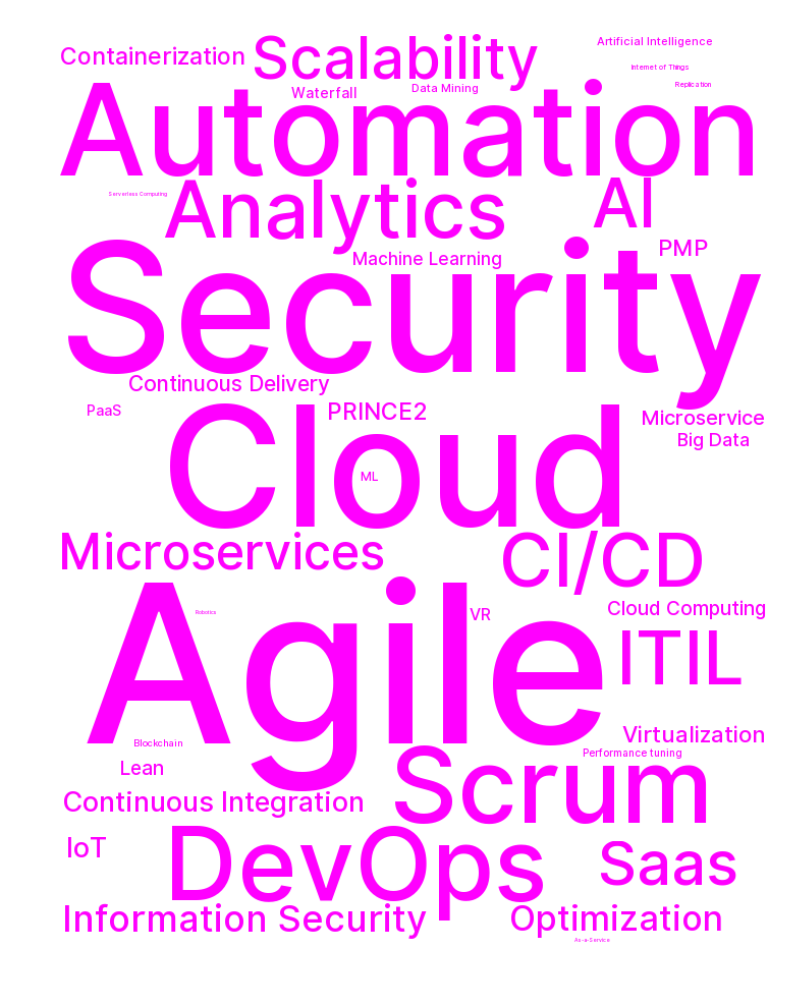 Containerization
Scalability
Artificial Intelligence
Internet of Things
Waterfall
Data Mining
Replication
Automation
Serverless Computing
Analytics
AI
PMP
Machine Learning
Security
Continuous Delivery
PaaS
PRINCE2
Microservice
Big Data
Cloud
ML
Microservices
CI/CD
Agile
Robotics
VR
Cloud Computing
ITIL
Virtualization
Blockchain
Performance tuning
Lean
Scrum
Continuous Integration
IoT
DevOps
Saas
Information Security
Optimization
As-a-Service